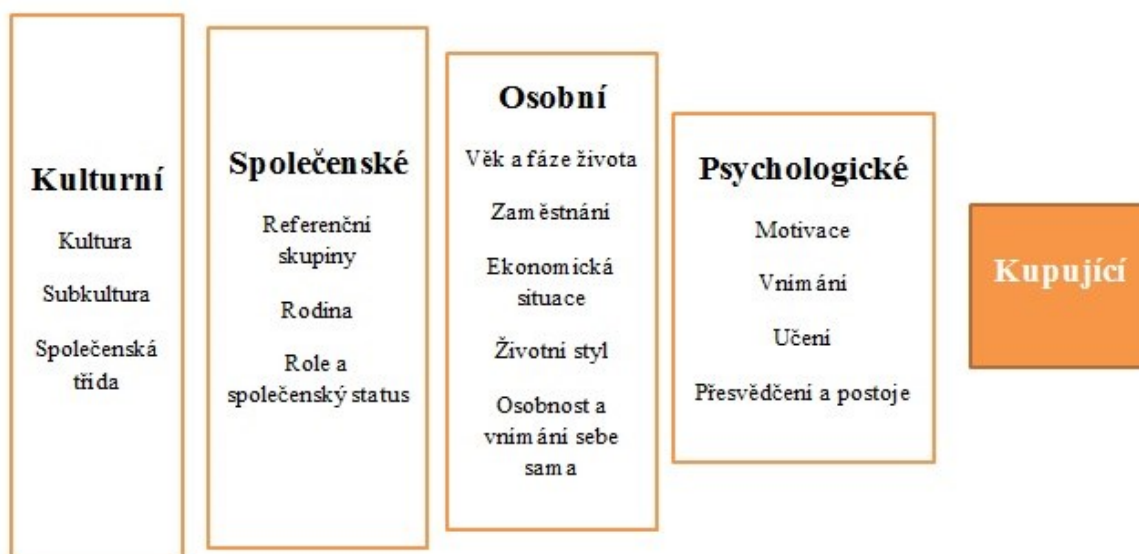 Kulturní
Kultura
Subkultura
Společenská
třída
Společenské
Referenční
skupiny
Rodina
Role a
společenský status
Osobní
Věk a fáze života
Zaměstnání
Ekonomická
situace
Životní styl
Osobnost a
vnímání sebe
sama
Psychologické
Motivace
Vnímání
Učení
Přesvědčení a postoje
Kupující